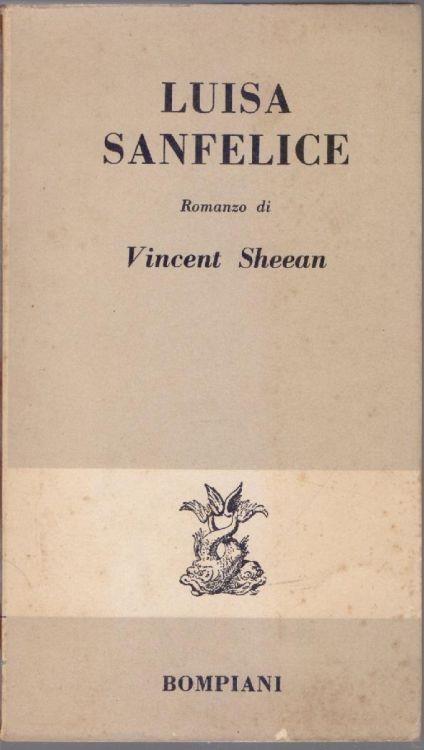 LUISA
SANFELICE
Romanzo di
Vincent Sheean
BOMPIANI